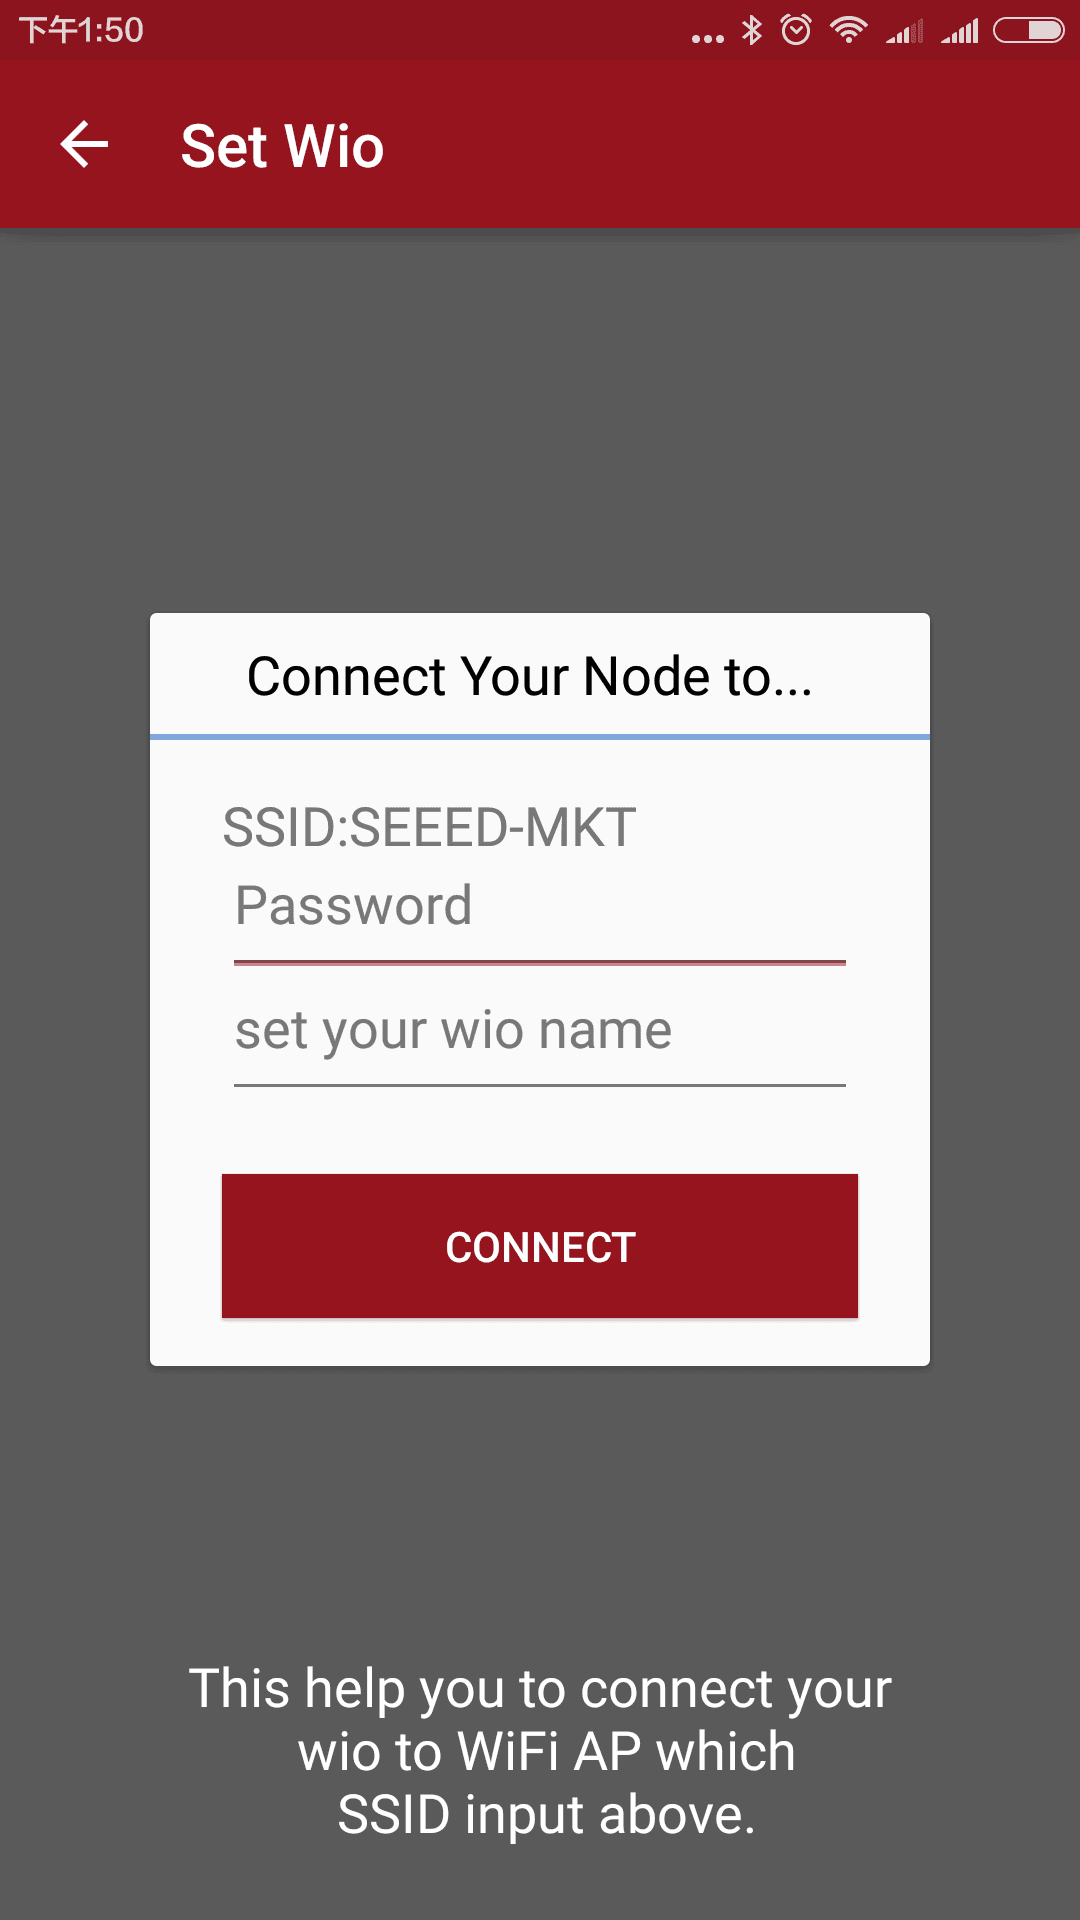 下午1:50
Set Wio
Connect Your Node to...
SSID:SEEED-MKT
Password
set your wio name
CONNECT
This help you to connect your
wio to WiFi AP which
SSID input above.